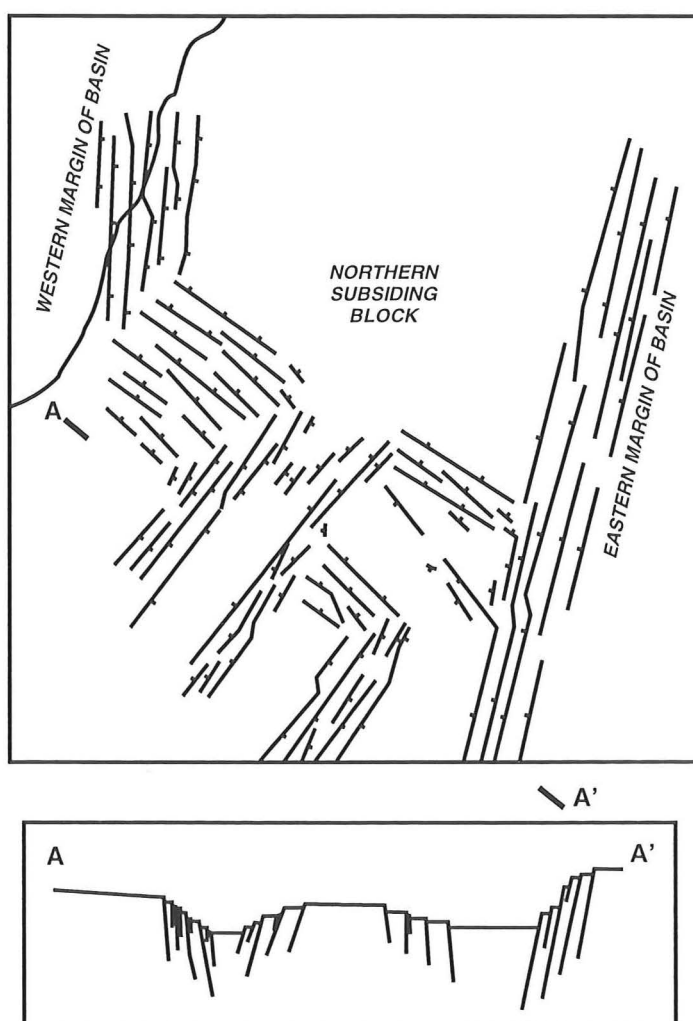 WESTERN MARGIN OF BASIN
NORTHERN
SUBSIDING
BLOCK
EASTERN MARGIN OF BASIN
A
A'
A
A'